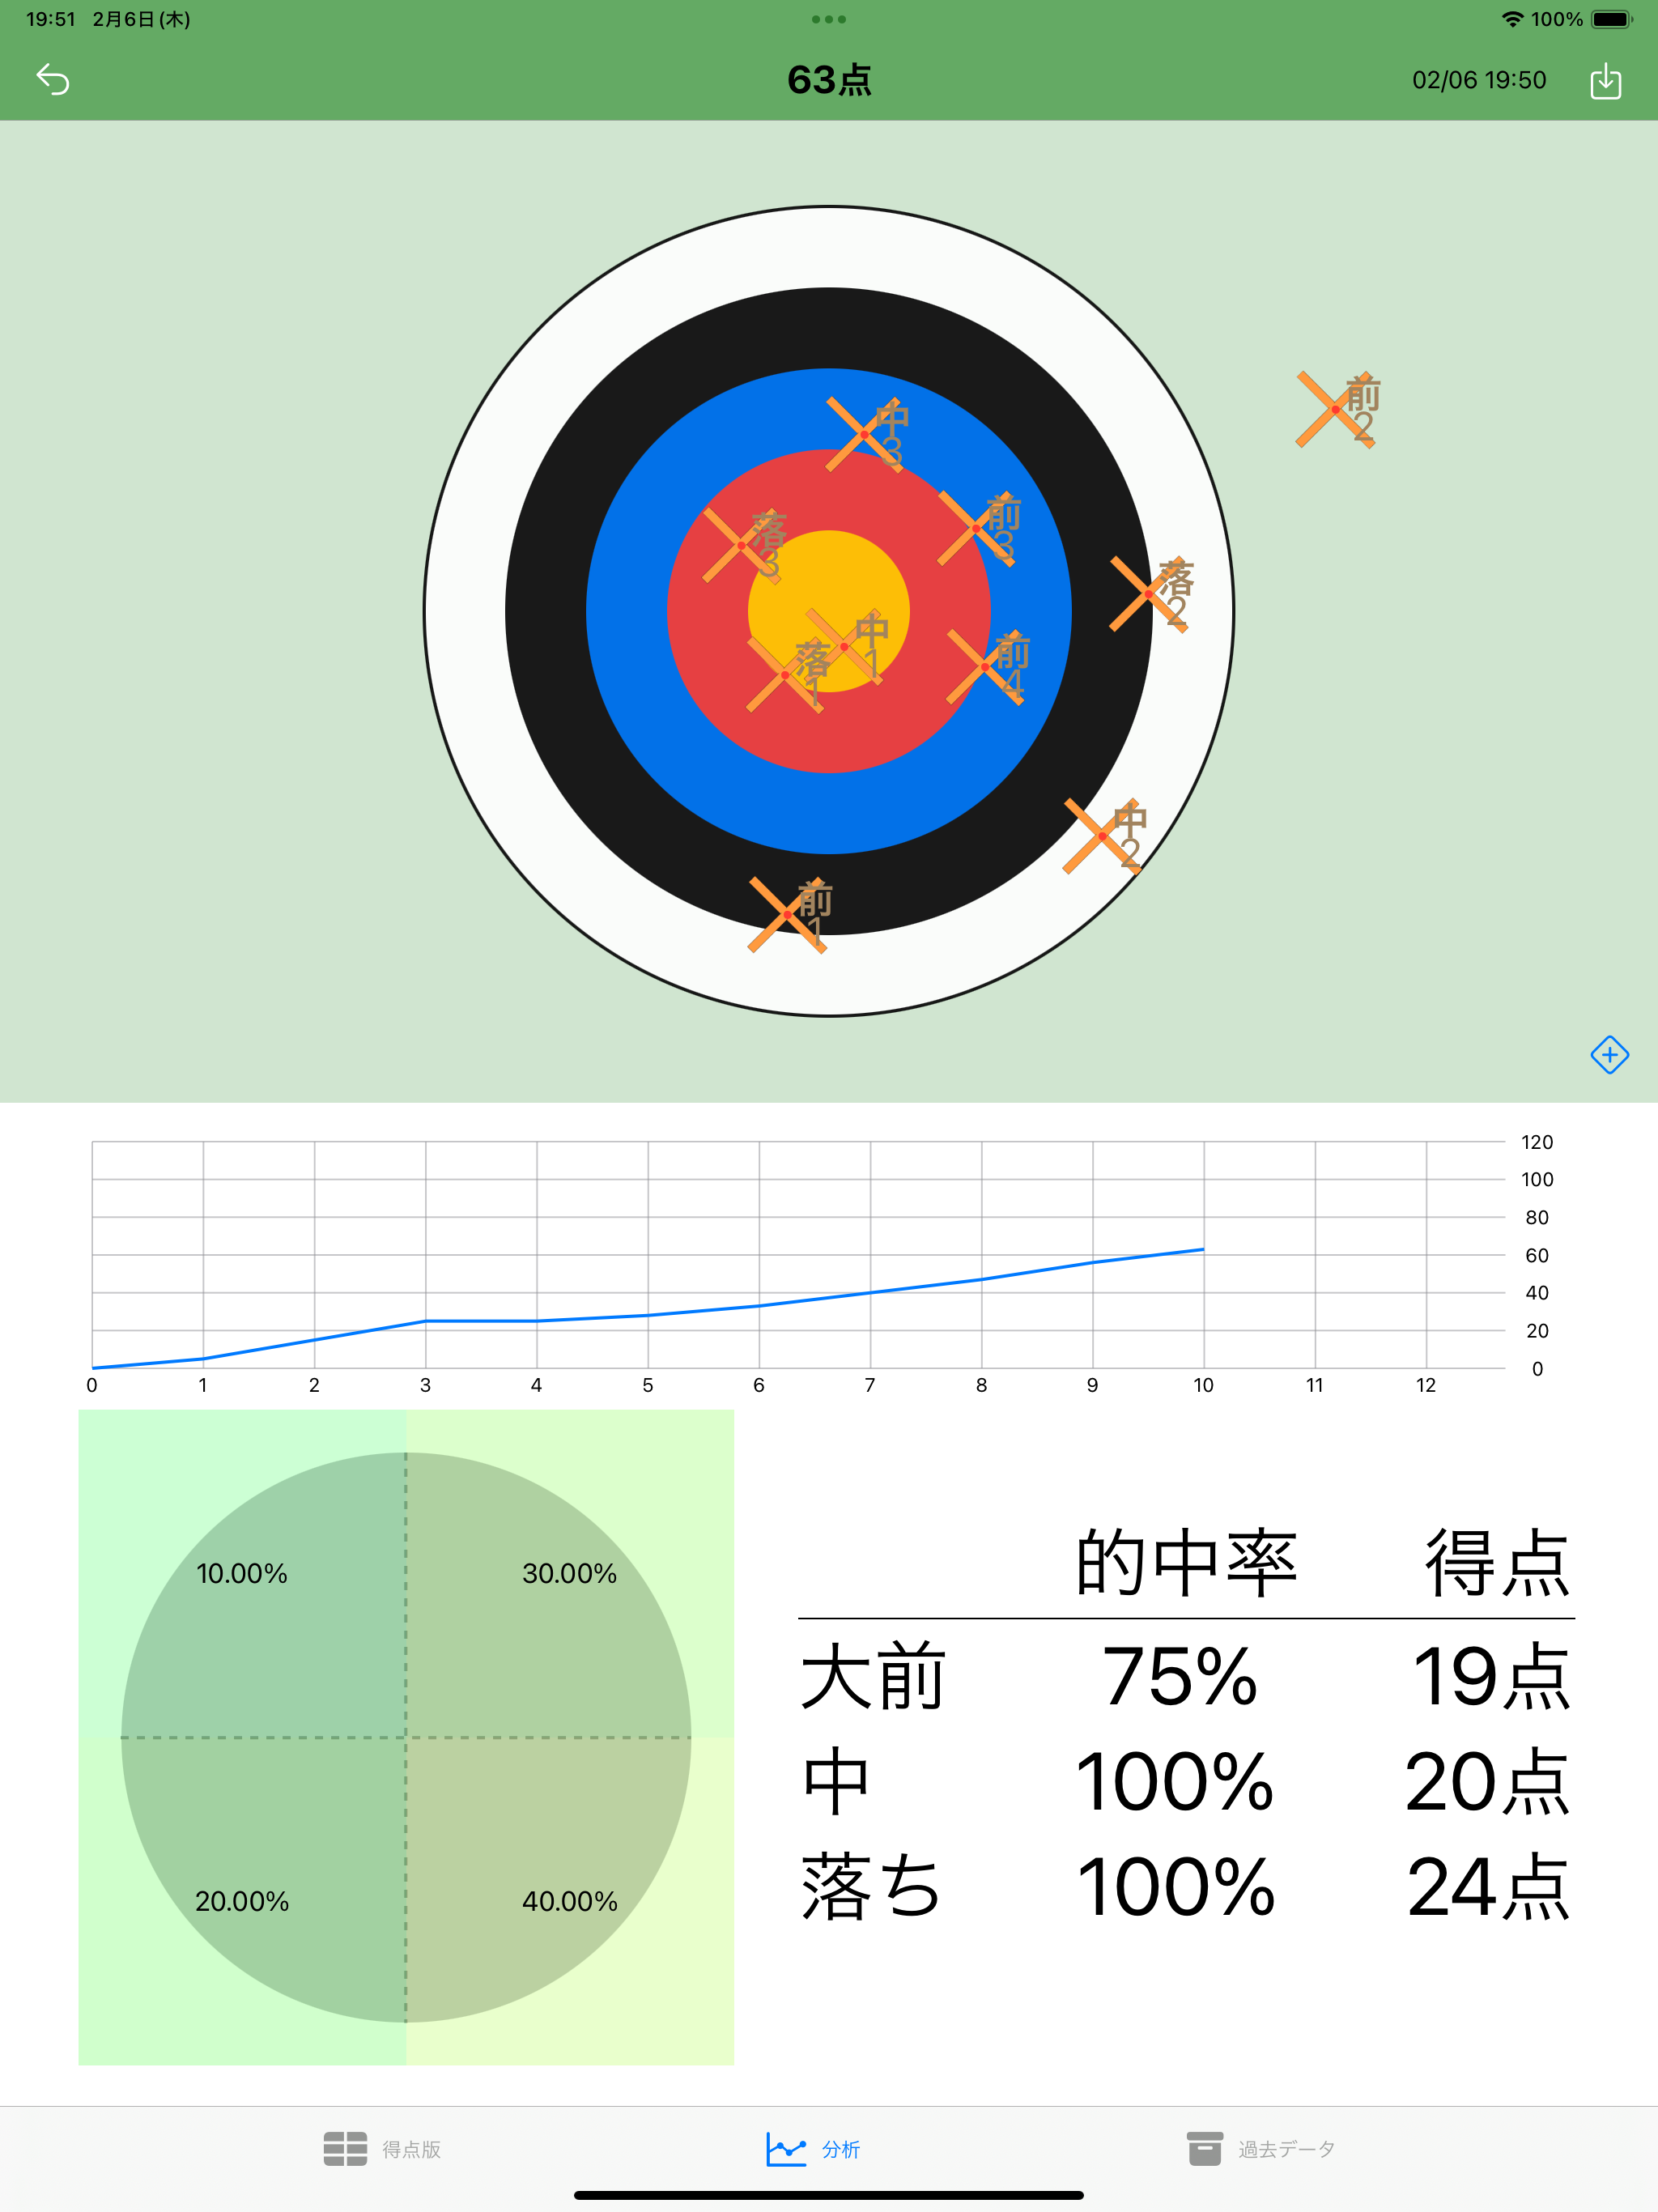 19:51 2月6日(木) 100%
63点 02/06 19:50
前2
中3
前3
落3
落2
中1
落1
前4
中2
前1
120
100
80
60
40
20
0
0 1 2 3 4 5 6 7 8 9 10 11 12
10.00% 30.00%
20.00% 40.00%
的中率 得点
大前 75% 19点
中 100% 20点
落ち 100% 24点
得点版 分析 過去データ